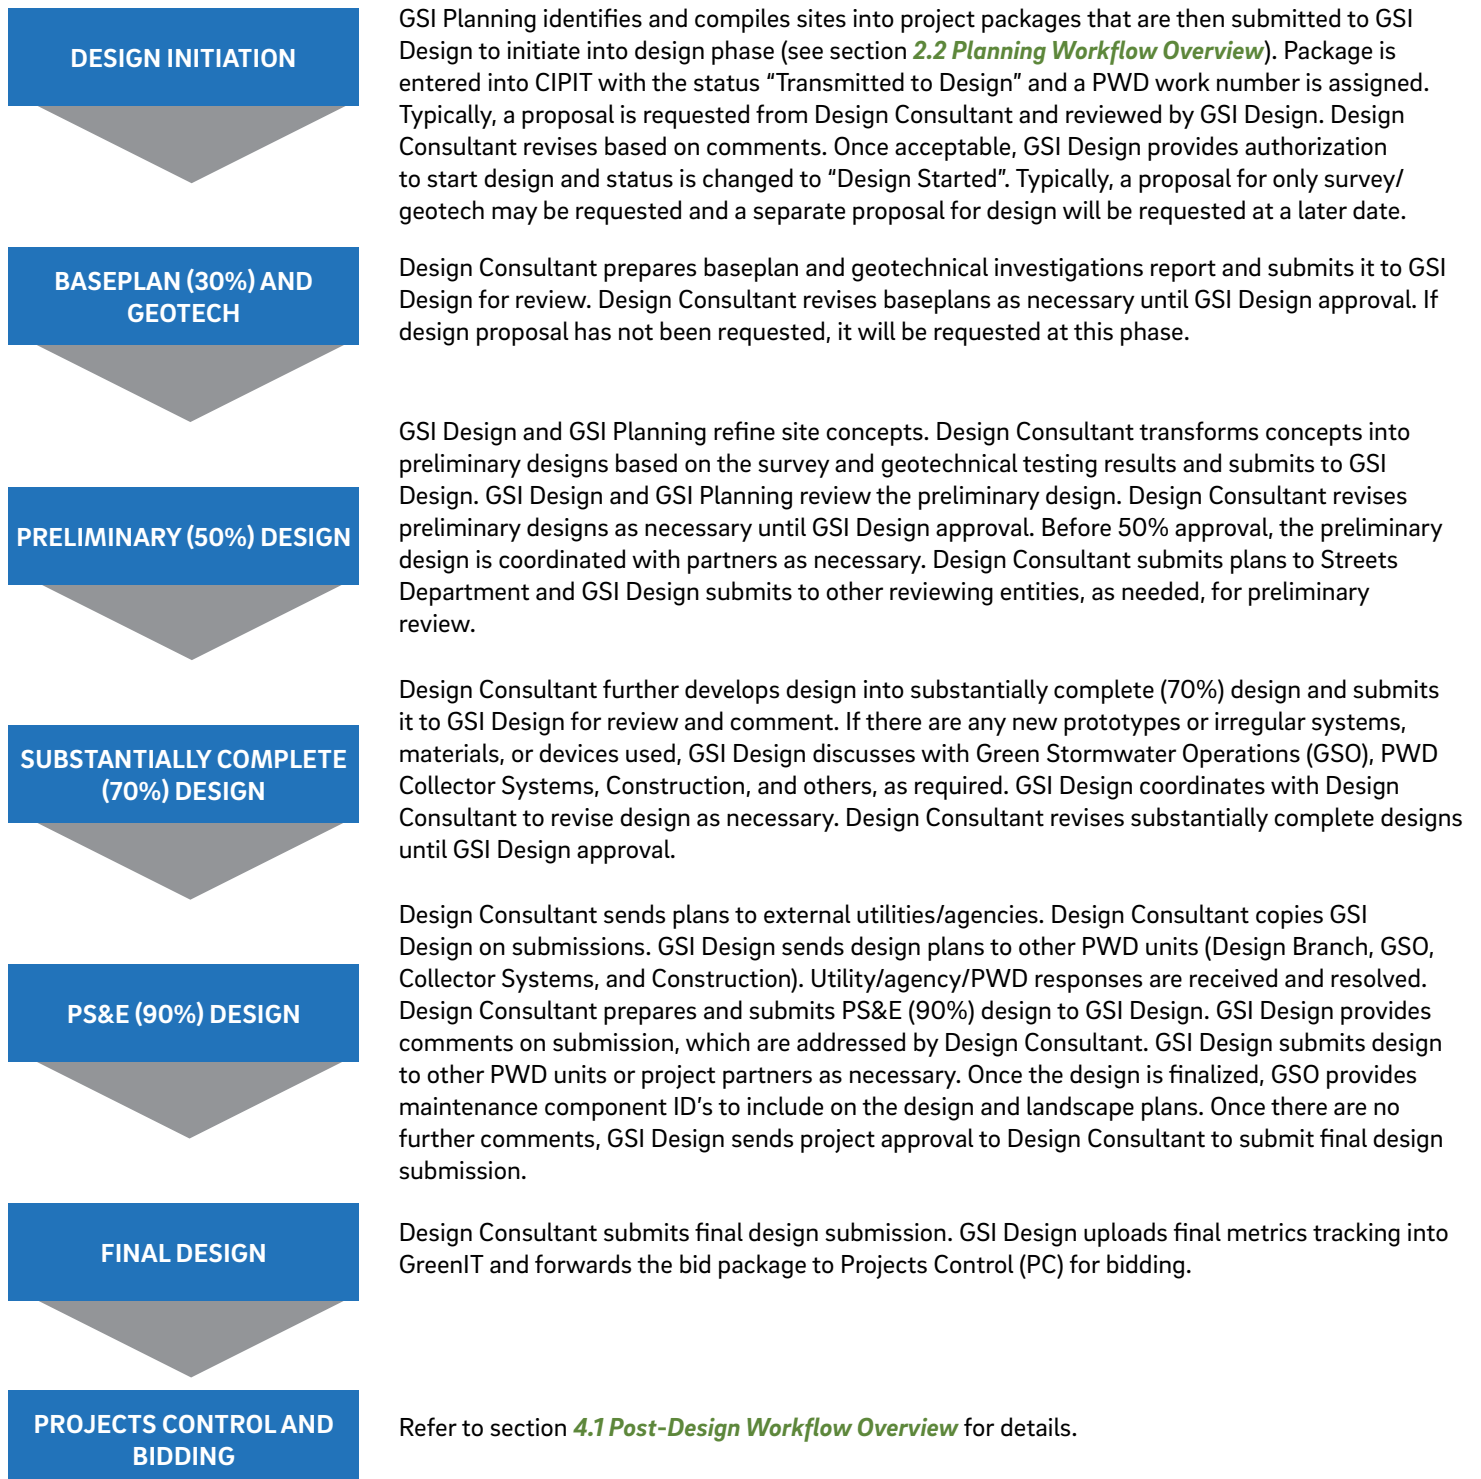 DESIGN INITIATION
GSI Planning identifies and compiles sites into project packages that are then submitted to GSI
Design to initiate into design phase (see section 2.2 Planning Workflow Overview). Package is
entered into CIPIT with the status “Transmitted to Design” and a PWD work number is assigned.
Typically, a proposal is requested from Design Consultant and reviewed by GSI Design. Design
Consultant revises based on comments. Once acceptable, GSI Design provides authorization
to start design and status is changed to “Design Started”. Typically, a proposal for only survey/
geotech may be requested and a separate proposal for design will be requested at a later date.
BASEPLAN (30%) AND
GEOTECH
Design Consultant prepares baseplan and geotechnical investigations report and submits it to GSI
Design for review. Design Consultant revises baseplans as necessary until GSI Design approval. If
design proposal has not been requested, it will be requested at this phase.
PRELIMINARY (50%) DESIGN
GSI Design and GSI Planning refine site concepts. Design Consultant transforms concepts into
preliminary designs based on the survey and geotechnical testing results and submits to GSI
Design. GSI Design and GSI Planning review the preliminary design. Design Consultant revises
preliminary designs as necessary until GSI Design approval. Before 50% approval, the preliminary
design is coordinated with partners as necessary. Design Consultant submits plans to Streets
Department and GSI Design submits to other reviewing entities, as needed, for preliminary
review.
SUBSTANTIALLY COMPLETE
(70%) DESIGN
Design Consultant further develops design into substantially complete (70%) design and submits
it to GSI Design for review and comment. If there are any new prototypes or irregular systems,
materials, or devices used, GSI Design discusses with Green Stormwater Operations (GSO), PWD
Collector Systems, Construction, and others, as required. GSI Design coordinates with Design
Consultant to revise design as necessary. Design Consultant revises substantially complete designs
until GSI Design approval.
PS&E (90%) DESIGN
Design Consultant sends plans to external utilities/agencies. Design Consultant copies GSI
Design on submissions. GSI Design sends design plans to other PWD units (Design Branch, GSO,
Collector Systems, and Construction). Utility/agency/PWD responses are received and resolved.
Design Consultant prepares and submits PS&E (90%) design to GSI Design. GSI Design provides
comments on submission, which are addressed by Design Consultant. GSI Design submits design
to other PWD units or project partners as necessary. Once the design is finalized, GSO provides
maintenance component ID’s to include on the design and landscape plans. Once there are no
further comments, GSI Design sends project approval to Design Consultant to submit final design
submission.
FINAL DESIGN
Design Consultant submits final design submission. GSI Design uploads final metrics tracking into
GreenIT and forwards the bid package to Projects Control (PC) for bidding.
PROJECTS CONTROL AND
BIDDING
Refer to section 4.1 Post-Design Workflow Overview for details.